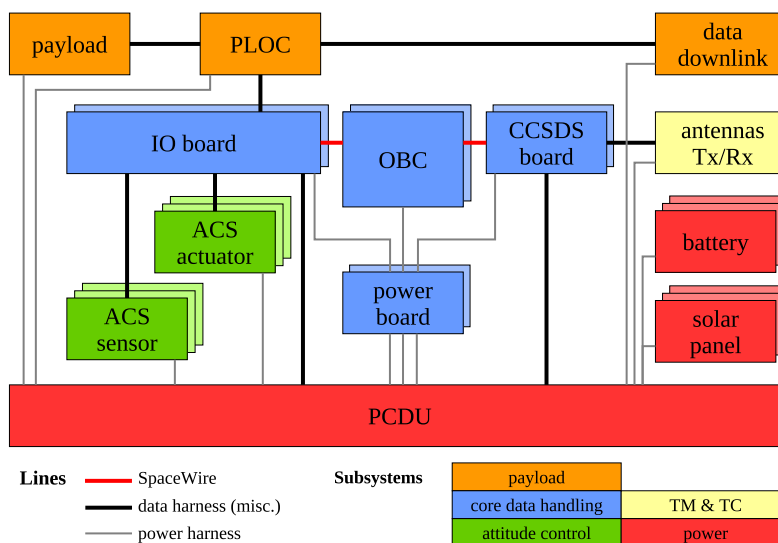 payload
PLOC
data
downlink
IO board
OBC
CCSDS
board
antennas
Tx/Rx
ACS
actuator
battery
ACS
sensor
power
board
solar
panel
PCDU
Lines
SpaceWire
data harness (misc.)
power harness
Subsystems
payload
core data handling
TM & TC
attitude control
power